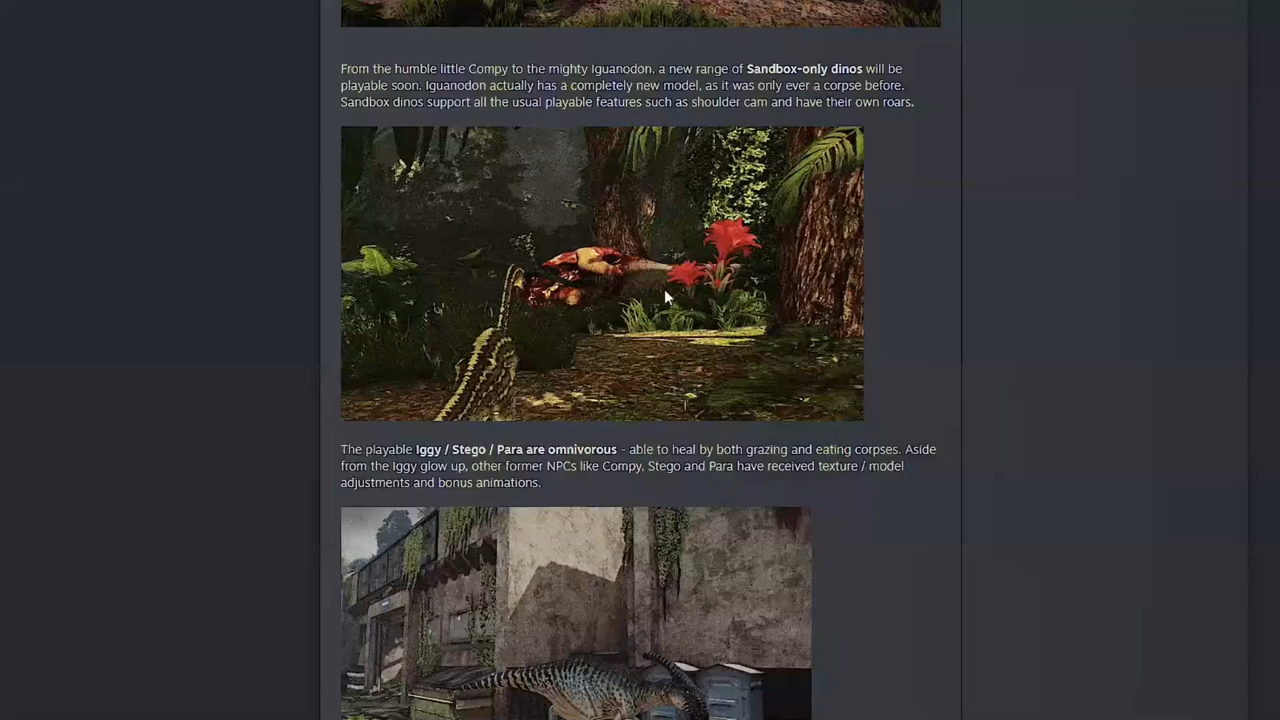 From the humble little Compy to the mighty Iguanodon, a new range of Sandbox-only dinos will be
playable soon. Iguanodon actually has a completely new model, as it was only ever a corpse before.
Sandbox dinos support all the usual playable features such as shoulder cam and have their own roars.
The playable Iggy / Stego / Para are omnivorous - able to heal by both grazing and eating corpses. Aside
from the Iggy glow up, other former NPCs like Compy, Stego and Para have received texture / model
adjustments and bonus animations.